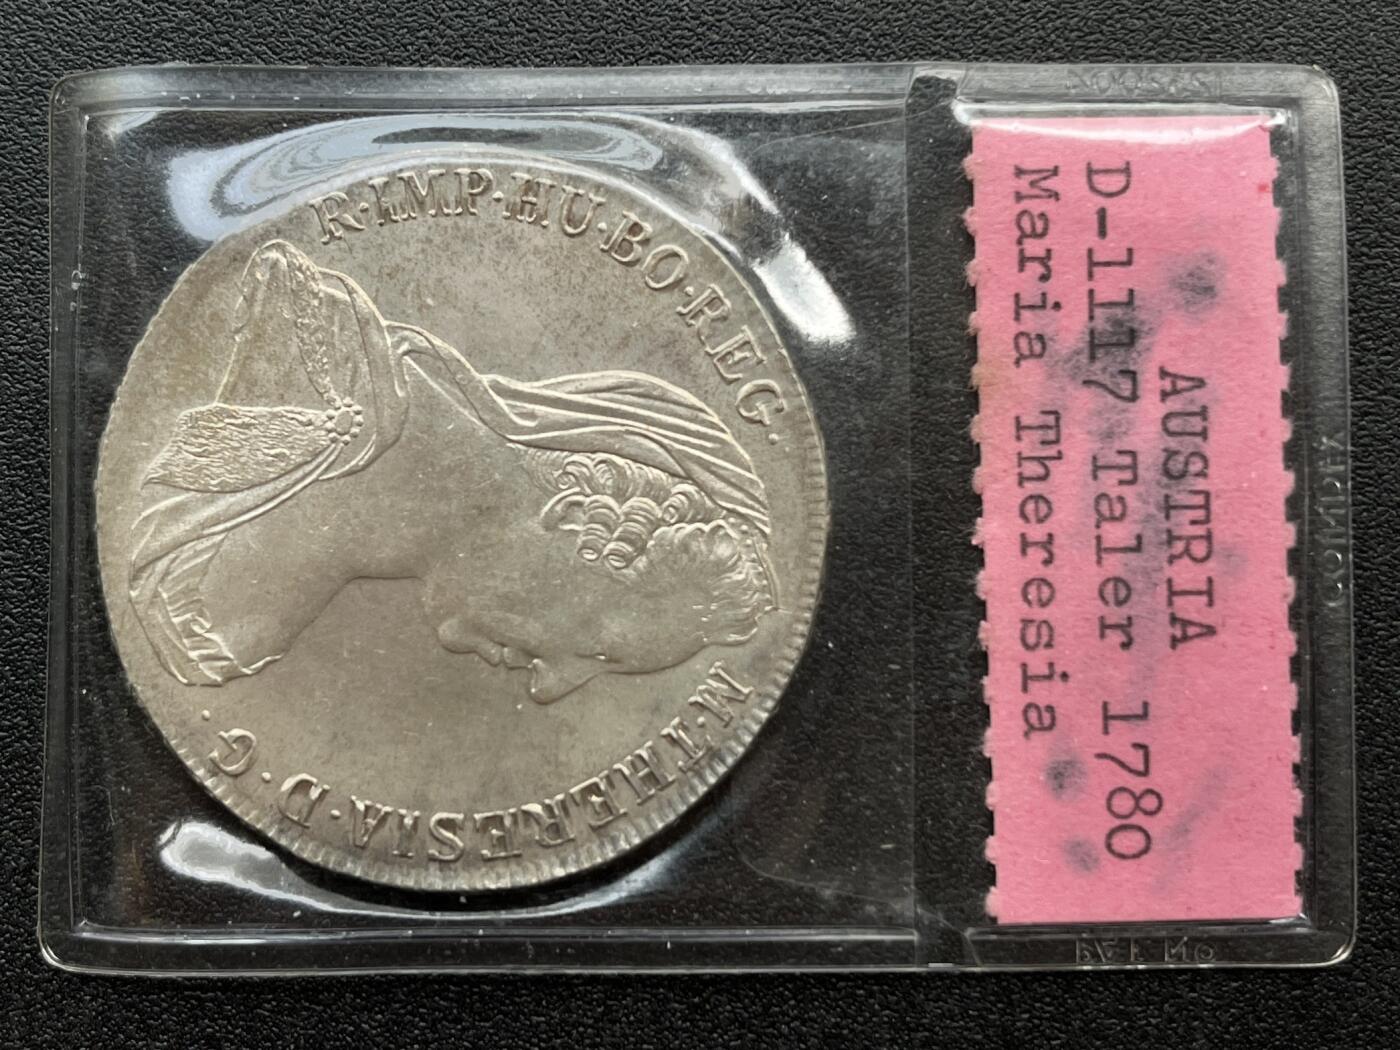 AUSTRIA
D-1117 Taler 1780
Maria Theresia
R·IMP·HU·BO·REG·
M·THERESIA·D·G·